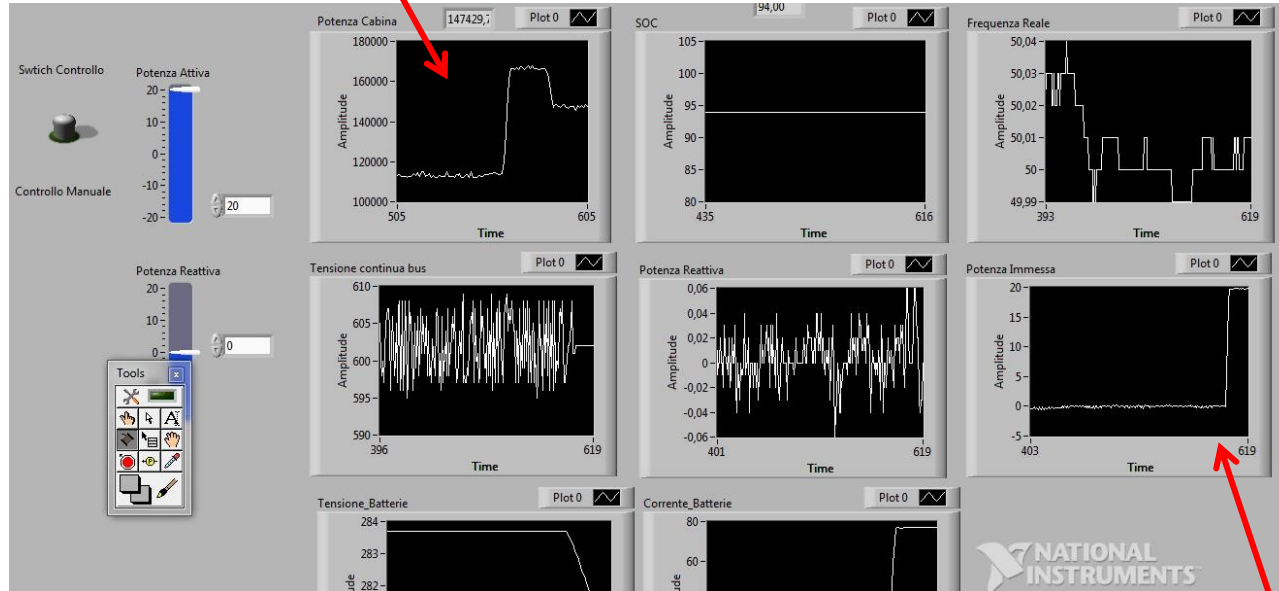 Swtich Controllo
Controllo Manuale
Potenza Attiva
20
10
0
-10
-20
20
Potenza Reattiva
20
10
0
0
Tools
Potenza Cabina
147429,7
Plot 0
180000
160000
140000
120000
100000
Amplitude
505
605
Time
SOC
94,00
Plot 0
105
100
95
90
85
80
Amplitude
435
616
Time
Frequenza Reale
Plot 0
50,04
50,03
50,02
50,01
50
49,99
Amplitude
393
619
Time
Tensione continua bus
Plot 0
610
605
600
595
590
Amplitude
396
619
Time
Potenza Reattiva
Plot 0
0,06
0,04
0,02
0
-0,02
-0,04
-0,06
Amplitude
401
619
Time
Potenza Immessa
Plot 0
20
15
10
5
0
-5
Amplitude
403
619
Time
Tensione_Batterie
Plot 0
284
283
282
Corrente_Batterie
Plot 0
80
60
NATIONAL
INSTRUMENTS